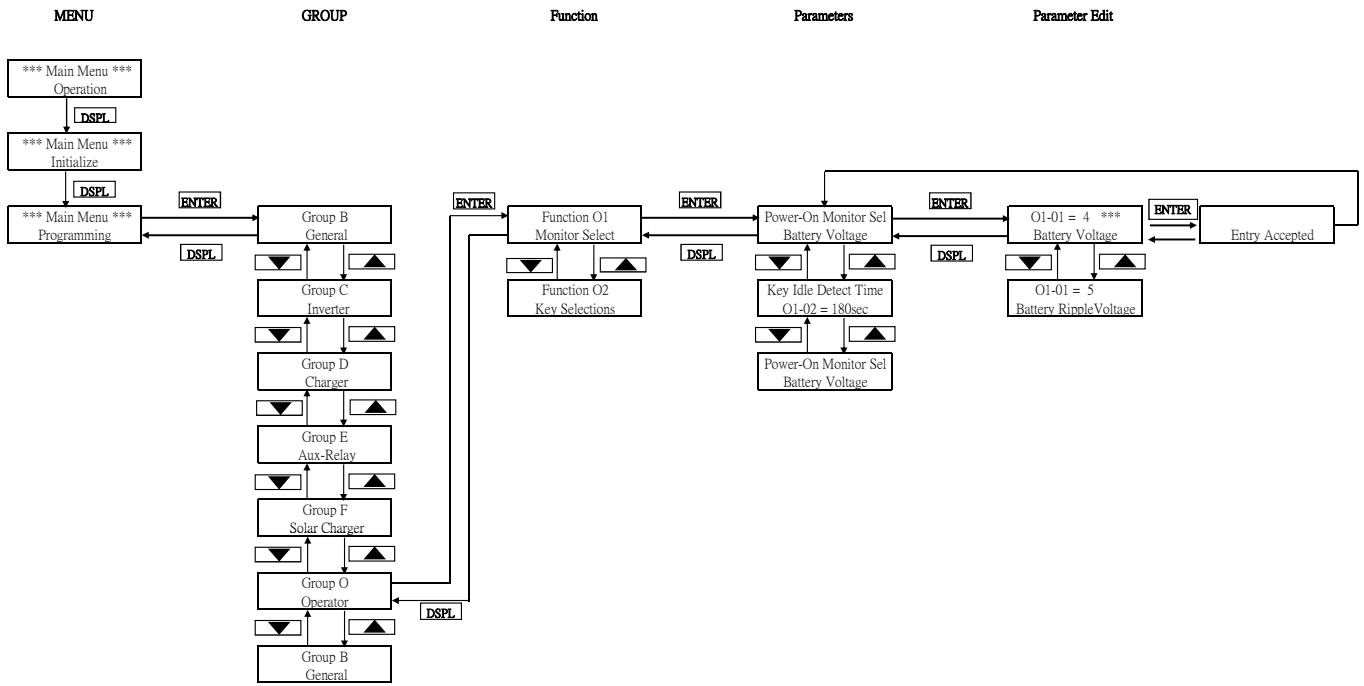 MENU
GROUP
Function
Parameters
Parameter Edit
*** Main Menu ***
Operation
DSPL
*** Main Menu ***
Initialize
DSPL
*** Main Menu ***
Programming
ENTER
DSPL
Group B
General
Group C
Inverter
Group D
Charger
Group E
Aux-Relay
Group F
Solar Charger
Group O
Operator
Group B
General
ENTER
DSPL
Function O1
Monitor Select
Function O2
Key Selections
ENTER
DSPL
Power-On Monitor Sel
Battery Voltage
Key Idle Detect Time
O1-02 = 180sec
Power-On Monitor Sel
Battery Voltage
ENTER
DSPL
O1-01 = 4 ***
Battery Voltage
O1-01 = 5
Battery RippleVoltage
ENTER
Entry Accepted